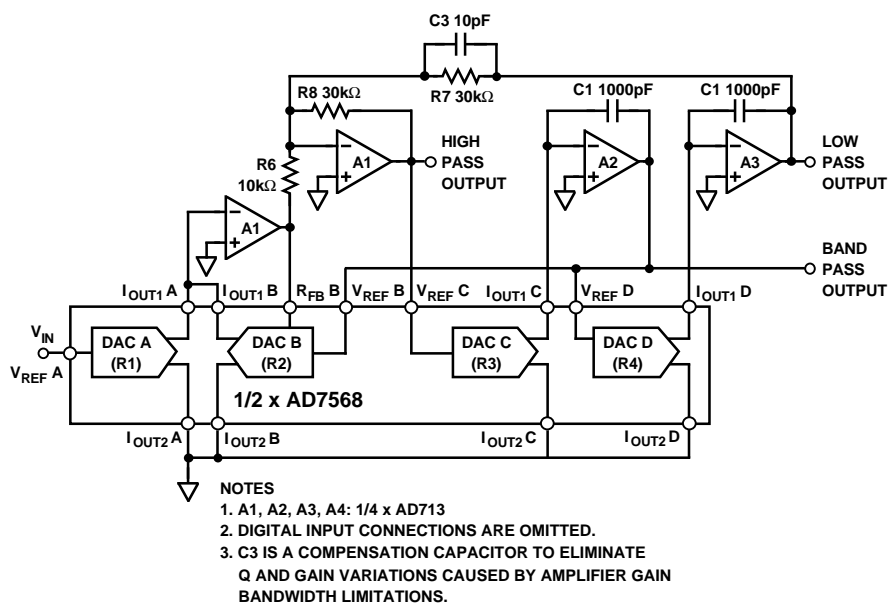 C3 10pF
R8 30kΩ
R7 30kΩ
C1 1000pF
C1 1000pF
A1
HIGH
PASS
OUTPUT
A2
A3
LOW
PASS
OUTPUT
R6
10kΩ
A1
BAND
PASS
OUTPUT
IOUT1 A
IOUT1 B
RFB B
VREF B
VREF C
IOUT1 C
VREF D
IOUT1 D
VIN
VREF A
DAC A
(R1)
DAC B
(R2)
DAC C
(R3)
DAC D
(R4)
1/2 x AD7568
IOUT2 A
IOUT2 B
IOUT2 C
IOUT2 D
NOTES
1. A1, A2, A3, A4: 1/4 x AD713
2. DIGITAL INPUT CONNECTIONS ARE OMITTED.
3. C3 IS A COMPENSATION CAPACITOR TO ELIMINATE
Q AND GAIN VARIATIONS CAUSED BY AMPLIFIER GAIN
BANDWIDTH LIMITATIONS.